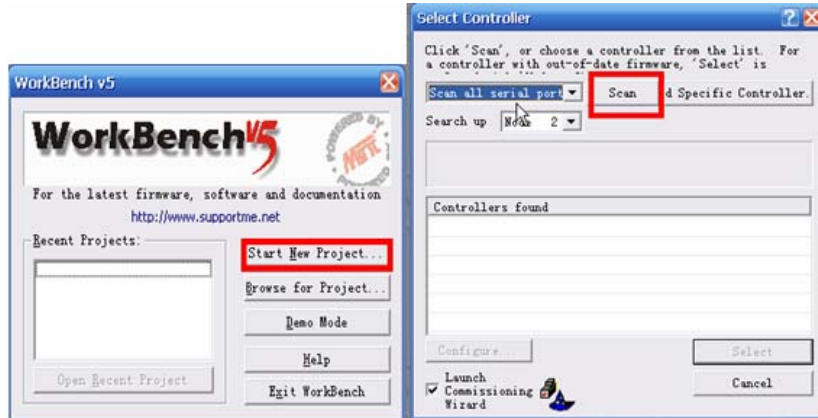 WorkBench v5
WorkBench v5
POWERED BY
Mint
For the latest firmware, software and documentation
http://www.supportme.net
Recent Projects:
Start New Project...
Browse for Project...
Demo Mode
Help
Open Recent Project
Exit WorkBench
Select Controller
Click 'Scan', or choose a controller from the list. For
a controller with out-of-date firmware, 'Select' is
Scan all serial port
Scan
d Specific Controller.
Search up
2
Controllers found
Configure...
Select
Launch
Commissioning
Wizard
Cancel